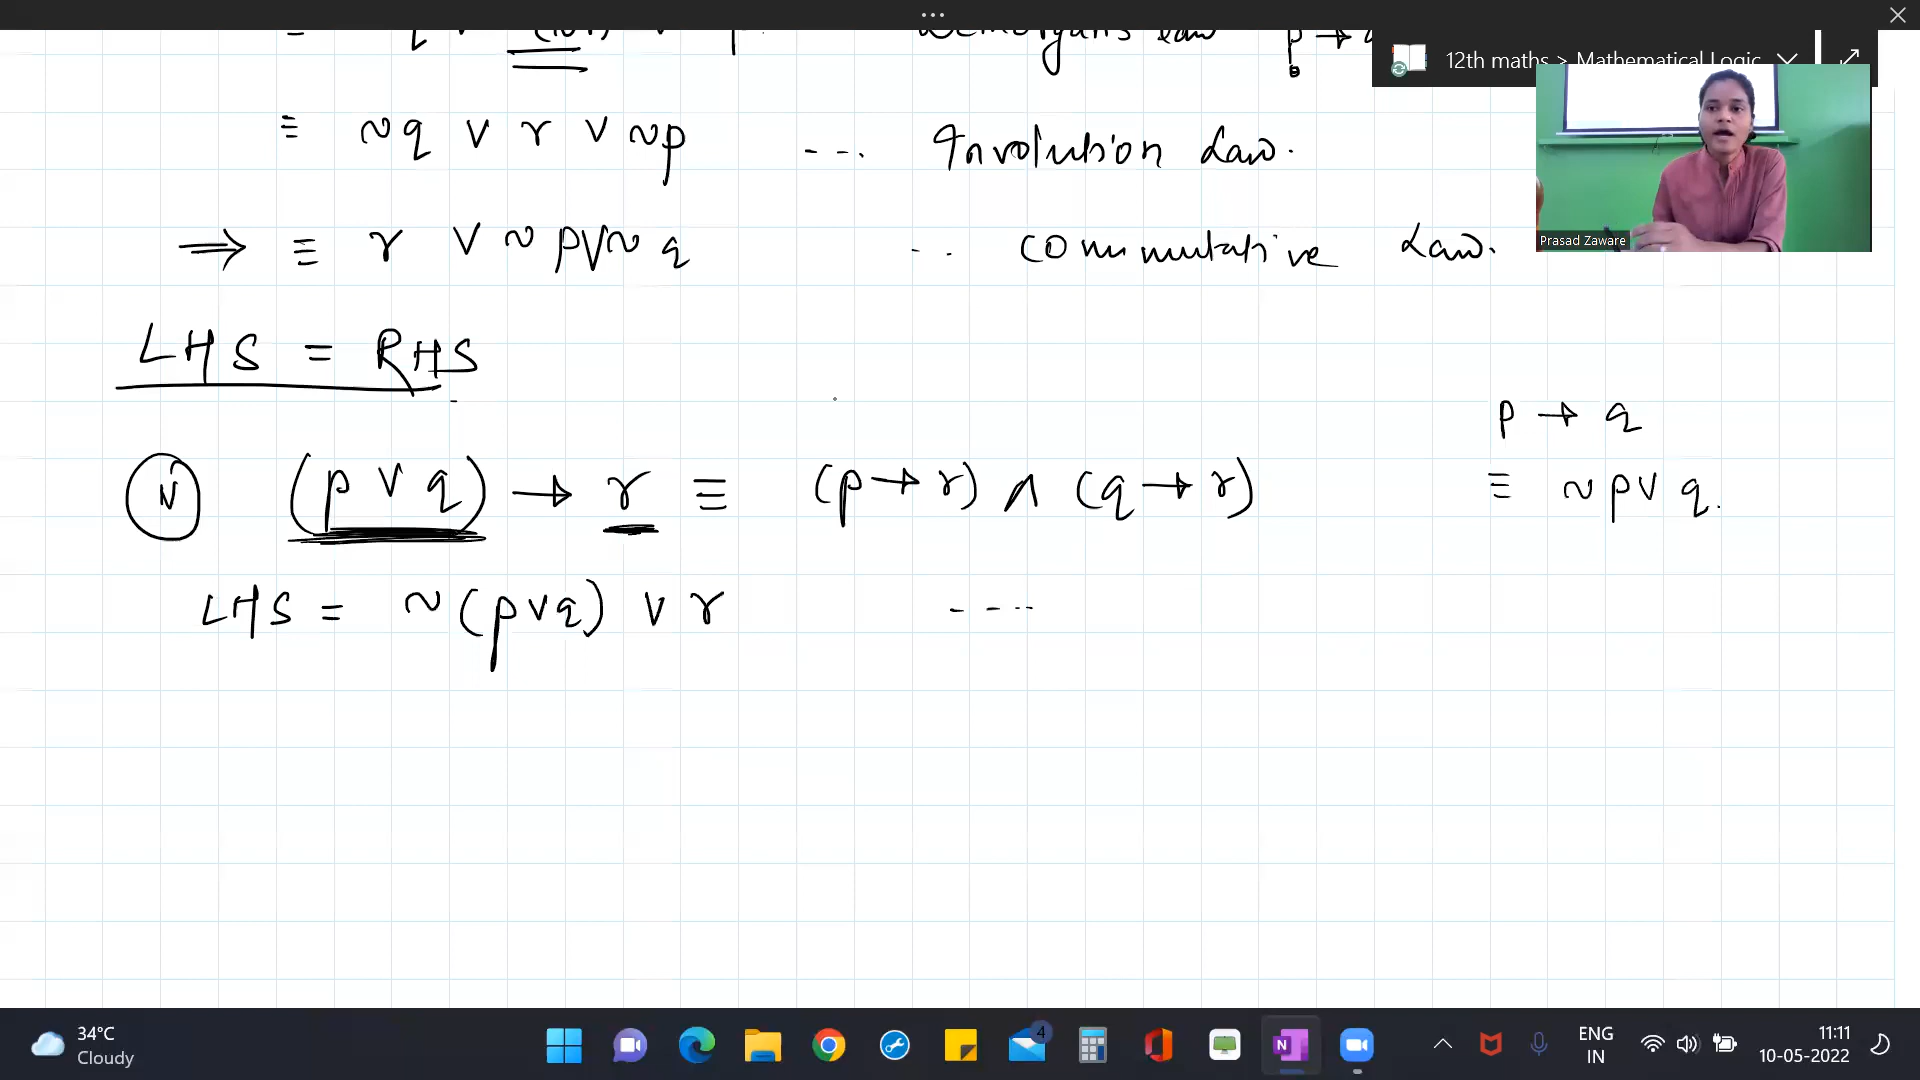 12th maths > Mathematical Logic
≡ ~q ∨ r ∨ ~p --- Involution Law.
Prasad Zaware
⇒ ≡ r ∨ ~p ∨ ~q .. commutative Law.
LHS = RHS
p → q
(p ∨ q) → r ≡ (p → r) ∧ (q → r)
≡ ~p ∨ q.
LHS = ~(p ∨ q) ∨ r ----
34°C
Cloudy
4
ENG
IN
11:11
10-05-2022